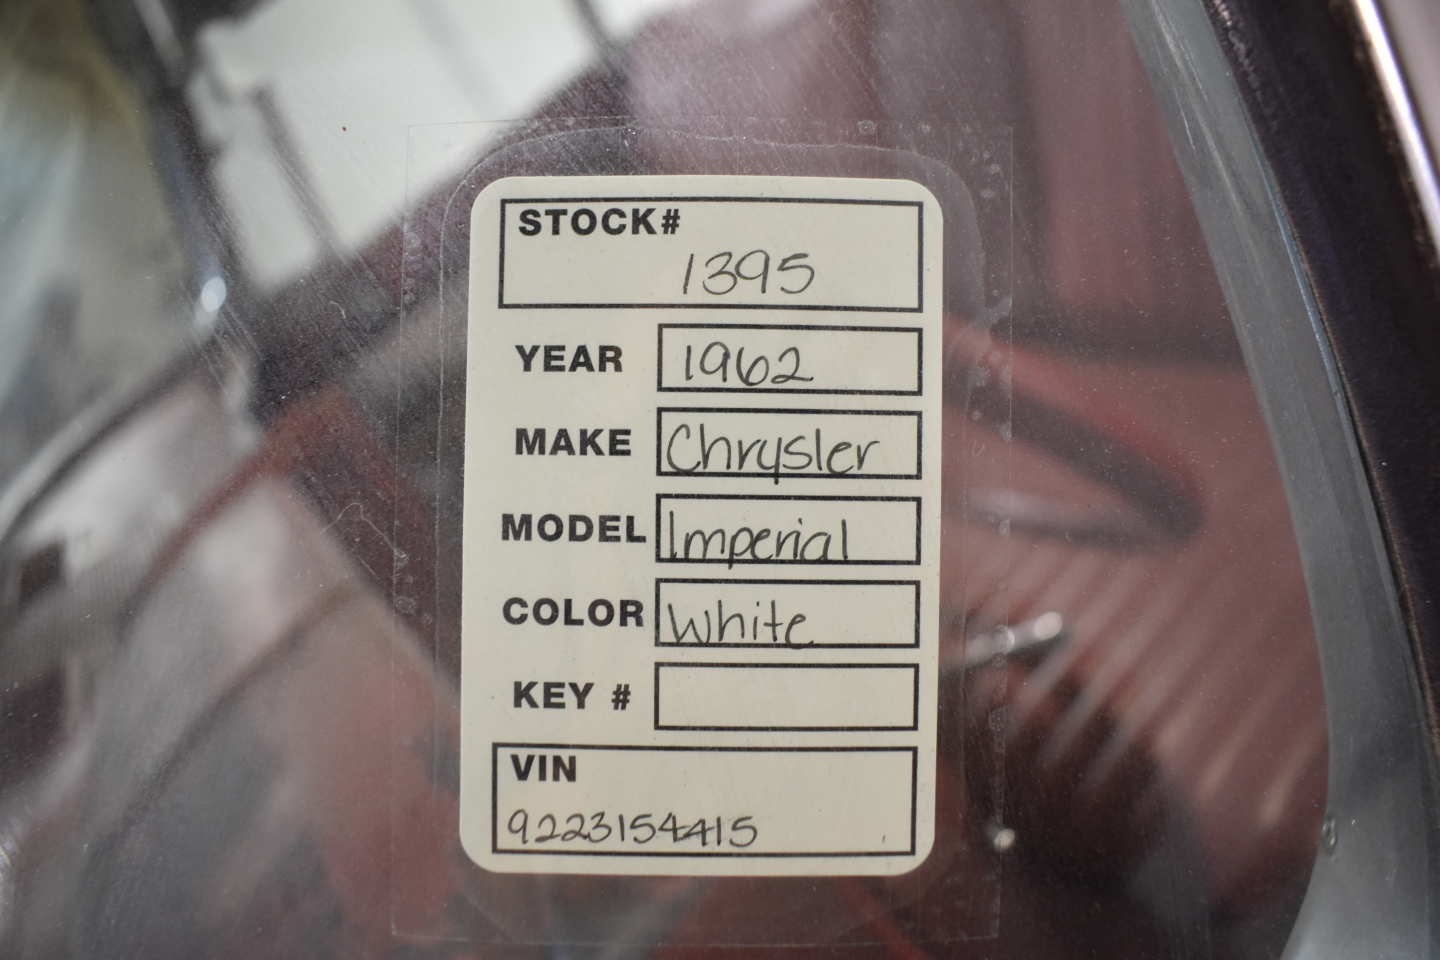 STOCK#
1395
YEAR 1962
MAKE Chrysler
MODEL Imperial
COLOR White
KEY #
VIN
9223154415